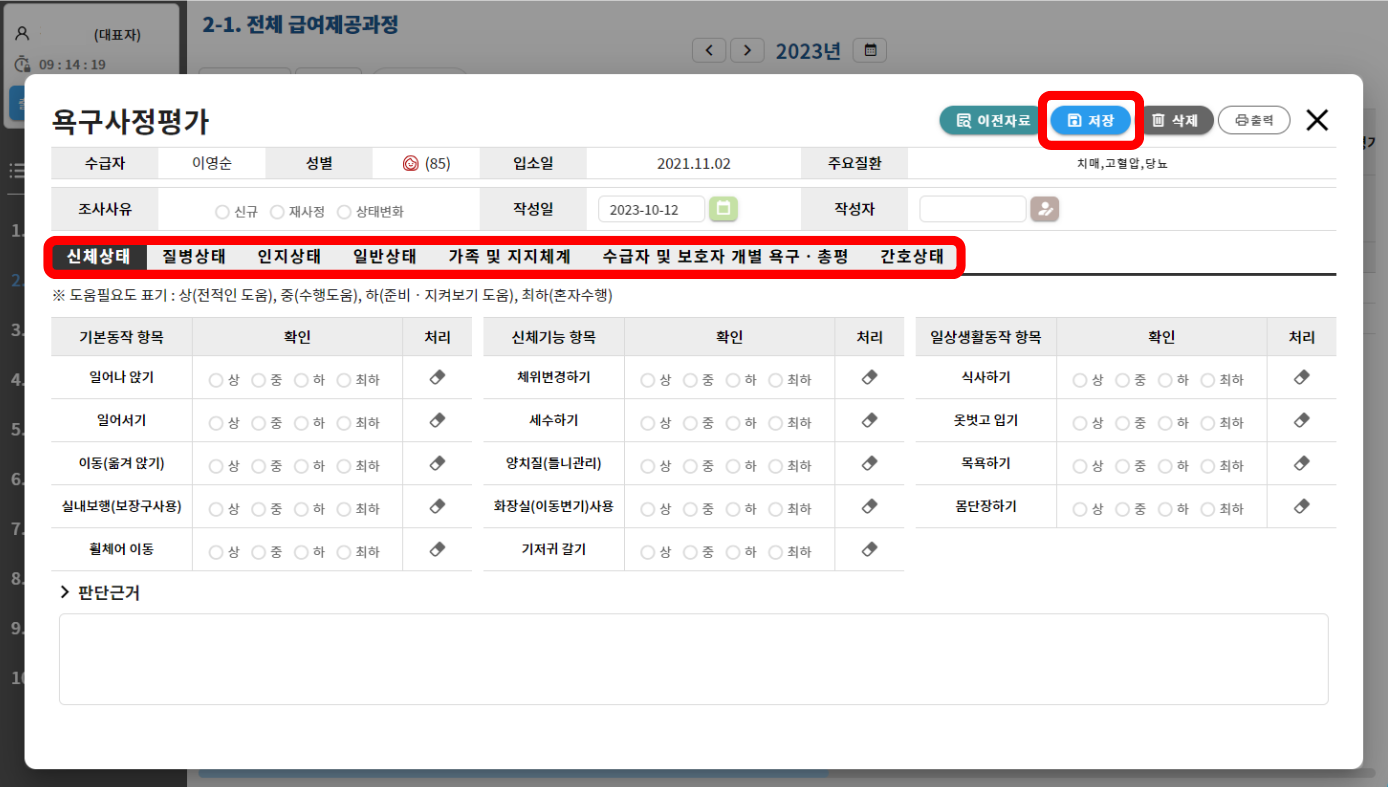 (대표자)
09 : 14 : 19
2-1. 전체 급여제공과정
2023년
욕구사정평가
이전자료
저장
삭제
출력
수급자 이영순 성별 (85) 입소일 2021.11.02 주요질환 치매,고혈압,당뇨
조사사유 신규 재사정 상태변화 작성일 2023-10-12 작성자
신체상태 질병상태 인지상태 일반상태 가족 및 지지체계 수급자 및 보호자 개별 욕구 · 총평 간호상태
※ 도움필요도 표기 : 상(전적인 도움), 중(수행도움), 하(준비 · 지켜보기 도움), 최하(혼자수행)
기본동작 항목 확인 처리 신체기능 항목 확인 처리 일상생활동작 항목 확인 처리
일어나 앉기 상 중 하 최하 체위변경하기 상 중 하 최하 식사하기 상 중 하 최하
일어서기 상 중 하 최하 세수하기 상 중 하 최하 옷벗고 입기 상 중 하 최하
이동(옮겨 앉기) 상 중 하 최하 양치질(틀니관리) 상 중 하 최하 목욕하기 상 중 하 최하
실내보행(보장구사용) 상 중 하 최하 화장실(이동변기)사용 상 중 하 최하 몸단장하기 상 중 하 최하
휠체어 이동 상 중 하 최하 기저귀 갈기 상 중 하 최하
판단근거
1.
2.
3.
4.
5.
6.
7.
8.
9.
10